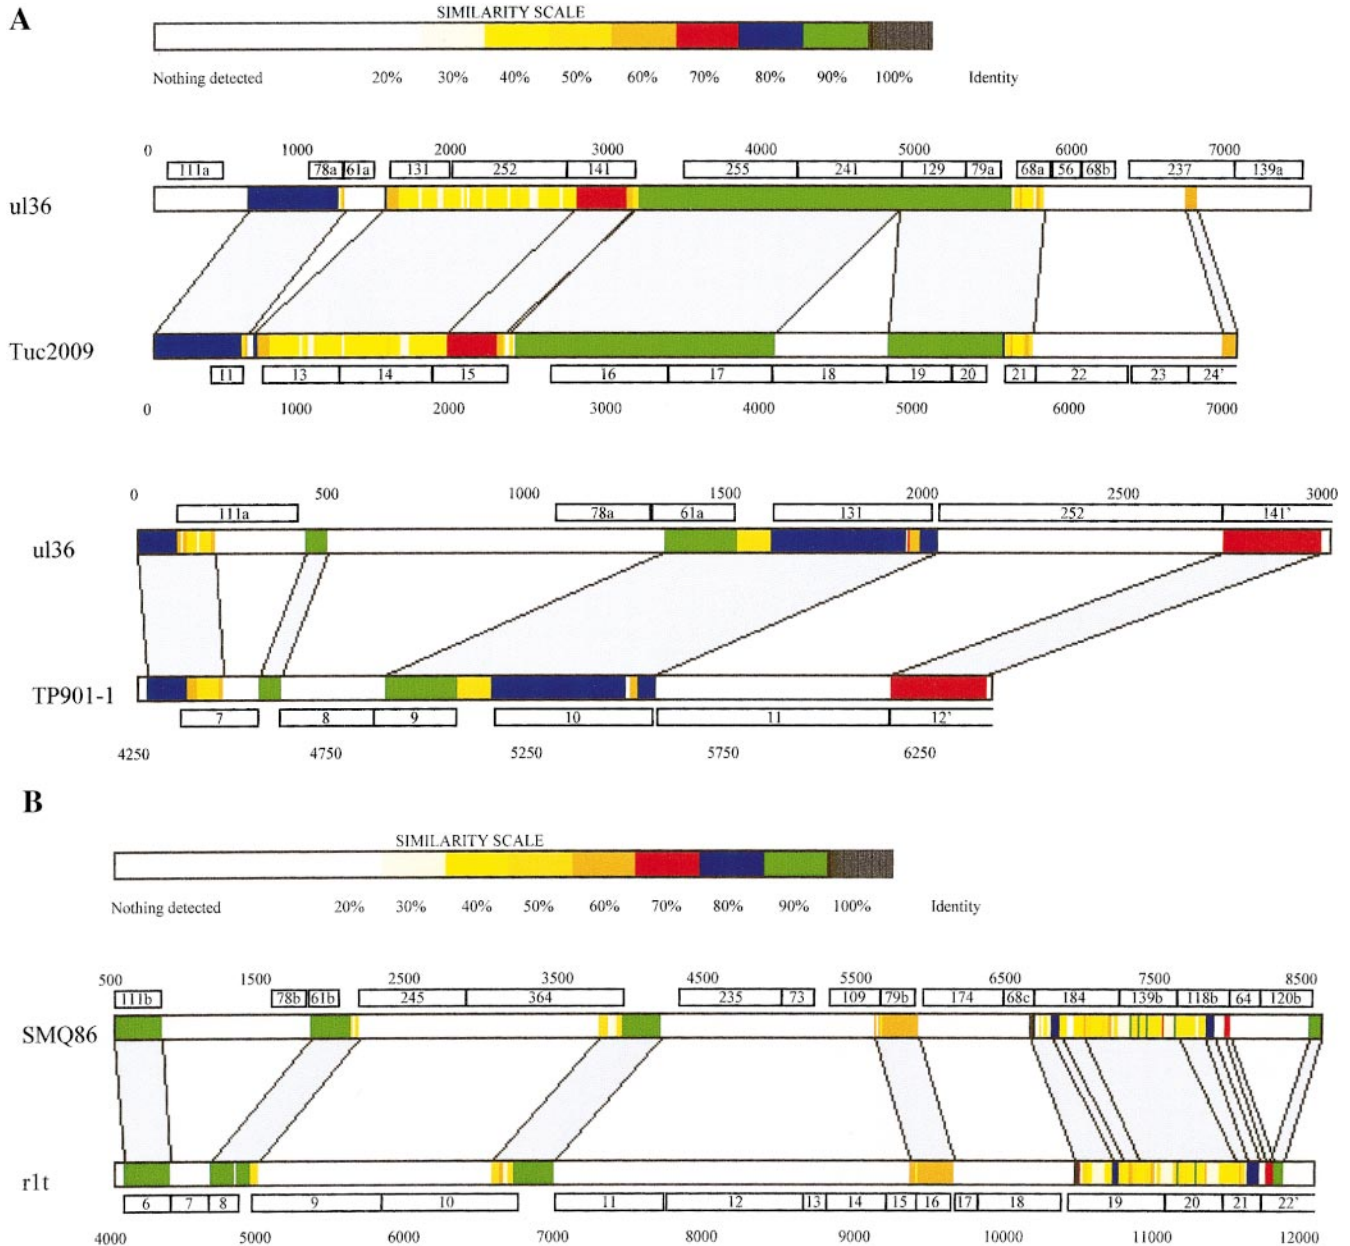 A
SIMILARITY SCALE
Nothing detected 20% 30% 40% 50% 60% 70% 80% 90% 100% Identity
0 1000 2000 3000 4000 5000 6000 7000
111a 78a 61a 131 252 141 255 241 129 79a 68a 56 68b 237 139a
ul36
Tuc2009
11 13 14 15 16 17 18 19 20 21 22 23 24'
0 1000 2000 3000 4000 5000 6000 7000
0 500 1000 1500 2000 2500 3000
111a 78a 61a 131 252 141'
ul36
TP901-1
7 8 9 10 11 12'
4250 4750 5250 5750 6250
B
SIMILARITY SCALE
Nothing detected 20% 30% 40% 50% 60% 70% 80% 90% 100% Identity
500 1500 2500 3500 4500 5500 6500 7500 8500
111b 78b 61b 245 364 235 73 109 79b 174 68c 184 139b 118b 64 120b
SMQ86
r1t
6 7 8 9 10 11 12 13 14 15 16 17 18 19 20 21 22'
4000 5000 6000 7000 8000 9000 10000 11000 12000